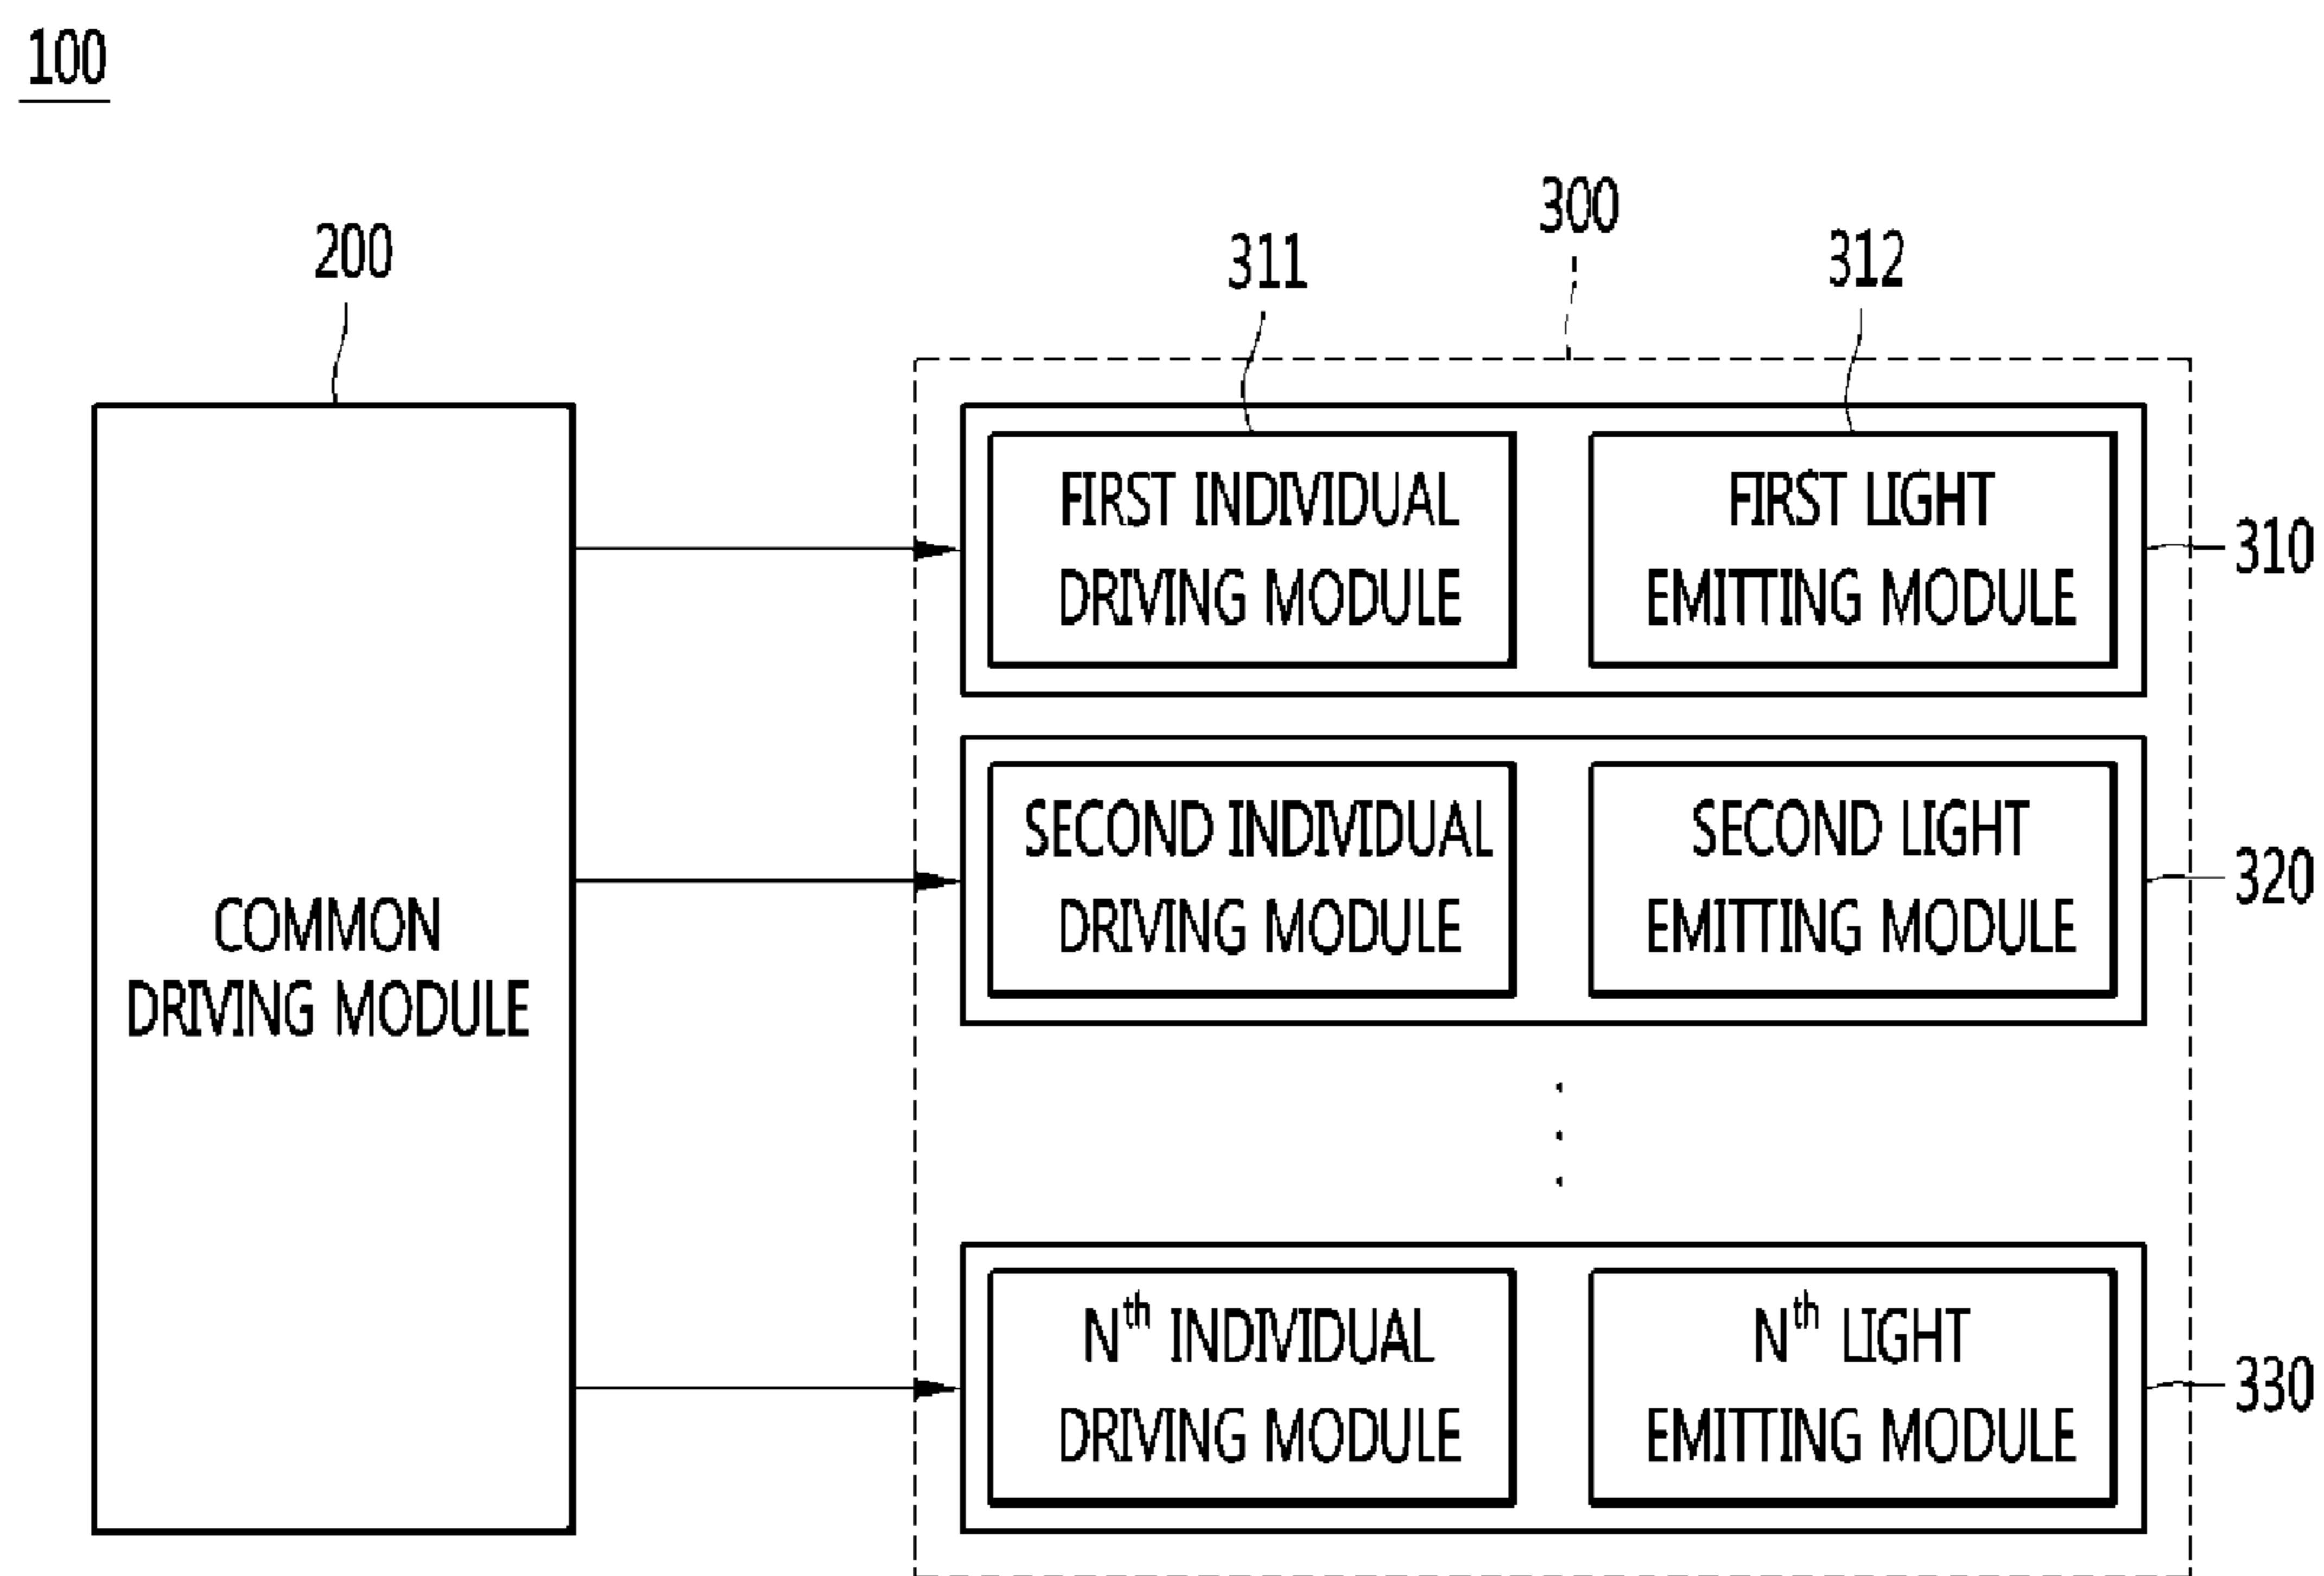 100
200
300
311
312
FIRST INDIVIDUAL
DRIVING MODULE
FIRST LIGHT
EMITTING MODULE
310
SECOND INDIVIDUAL
DRIVING MODULE
SECOND LIGHT
EMITTING MODULE
320
COMMON
DRIVING MODULE
Nth INDIVIDUAL
DRIVING MODULE
Nth LIGHT
EMITTING MODULE
330